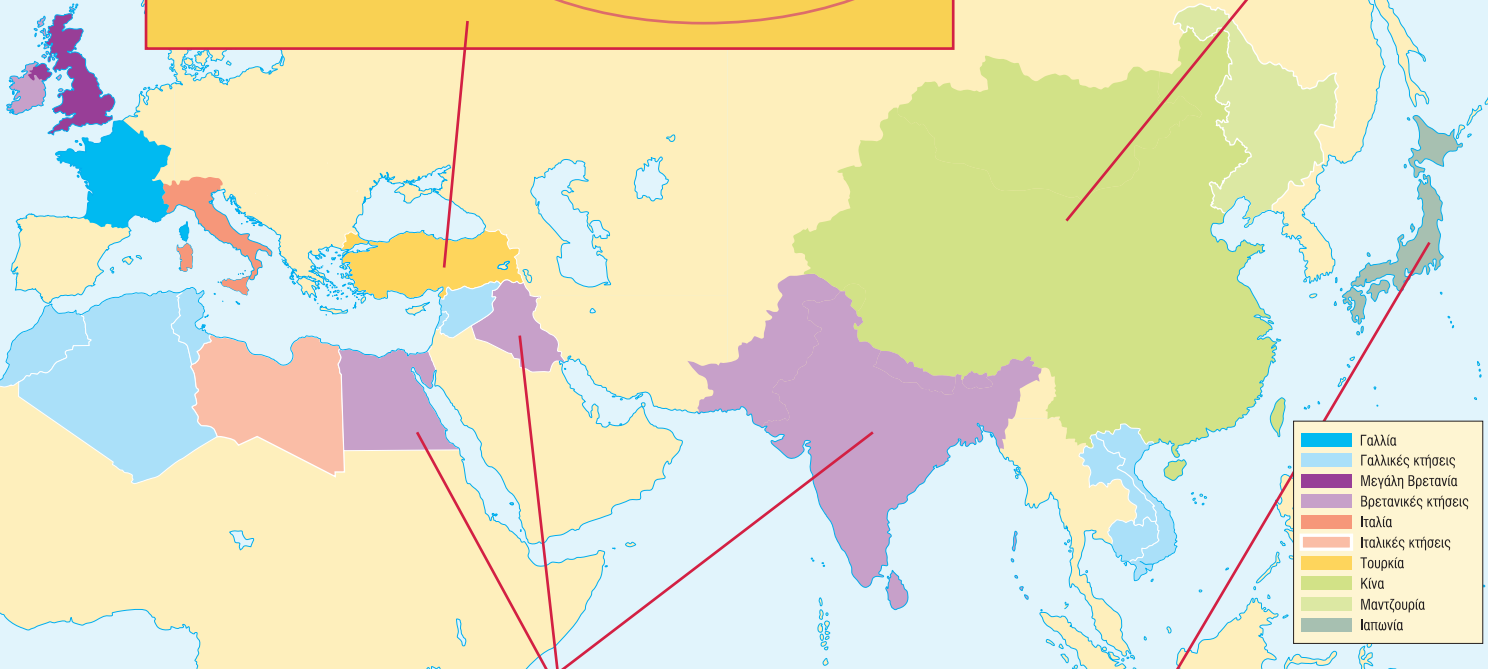 Γαλλία
Γαλλικές κτήσεις
Μεγάλη Βρετανία
Βρετανικές κτήσεις
Ιταλία
Ιταλικές κτήσεις
Τουρκία
Κίνα
Μαντζουρία
Ιαπωνία